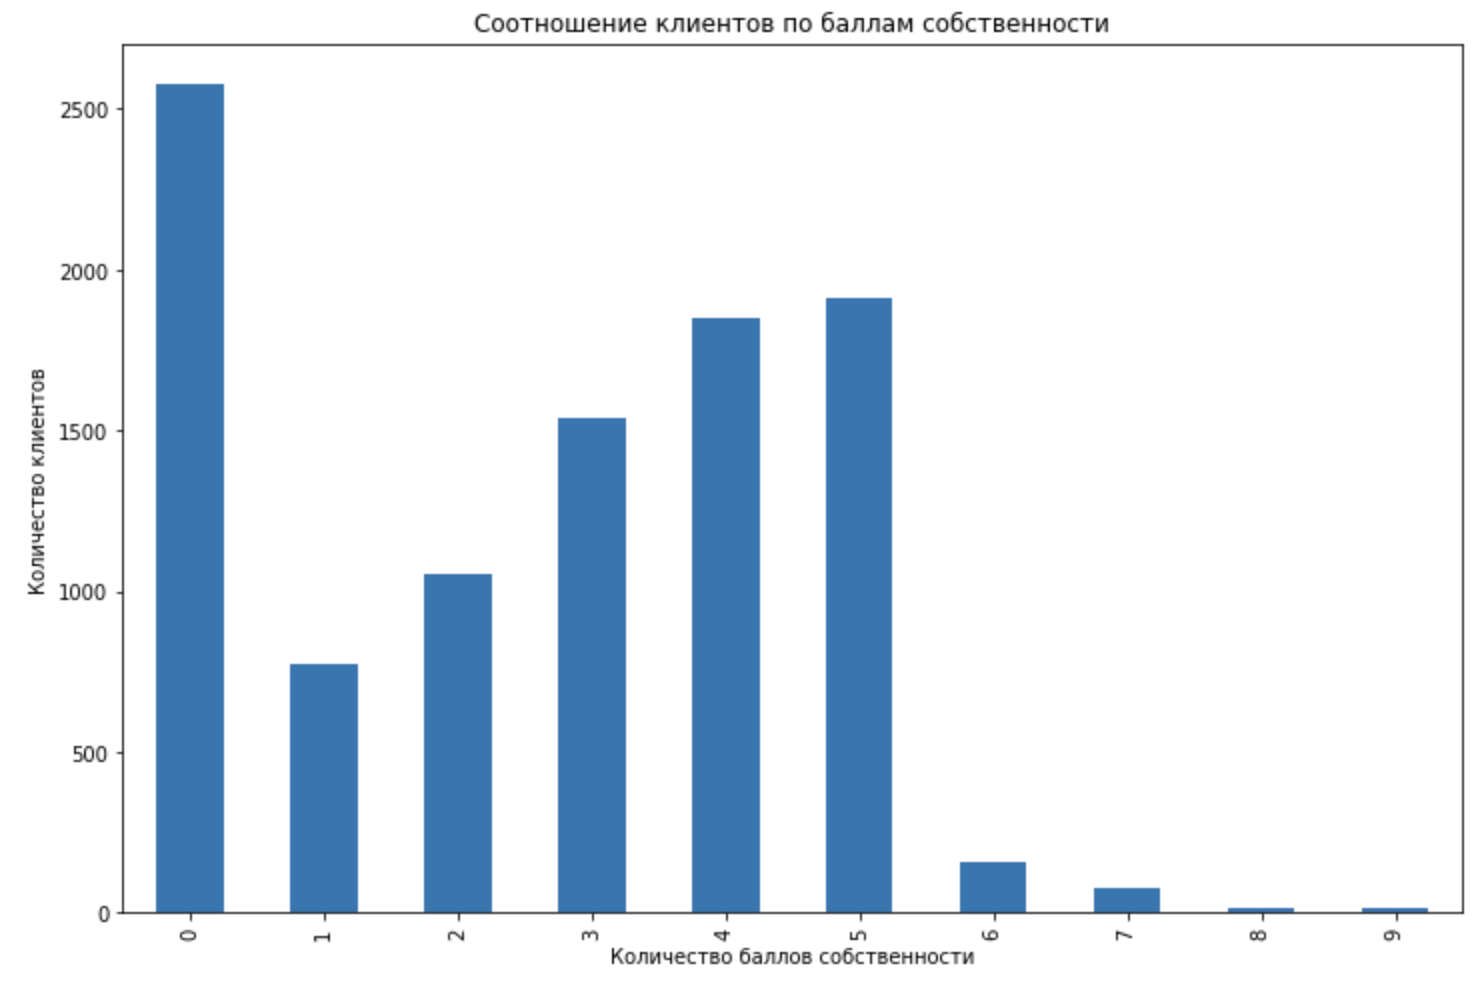 Соотношение клиентов по баллам собственности
Количество клиентов
2500
2000
1500
1000
500
0
0 1 2 3 4 5 6 7 8 9
Количество баллов собственности